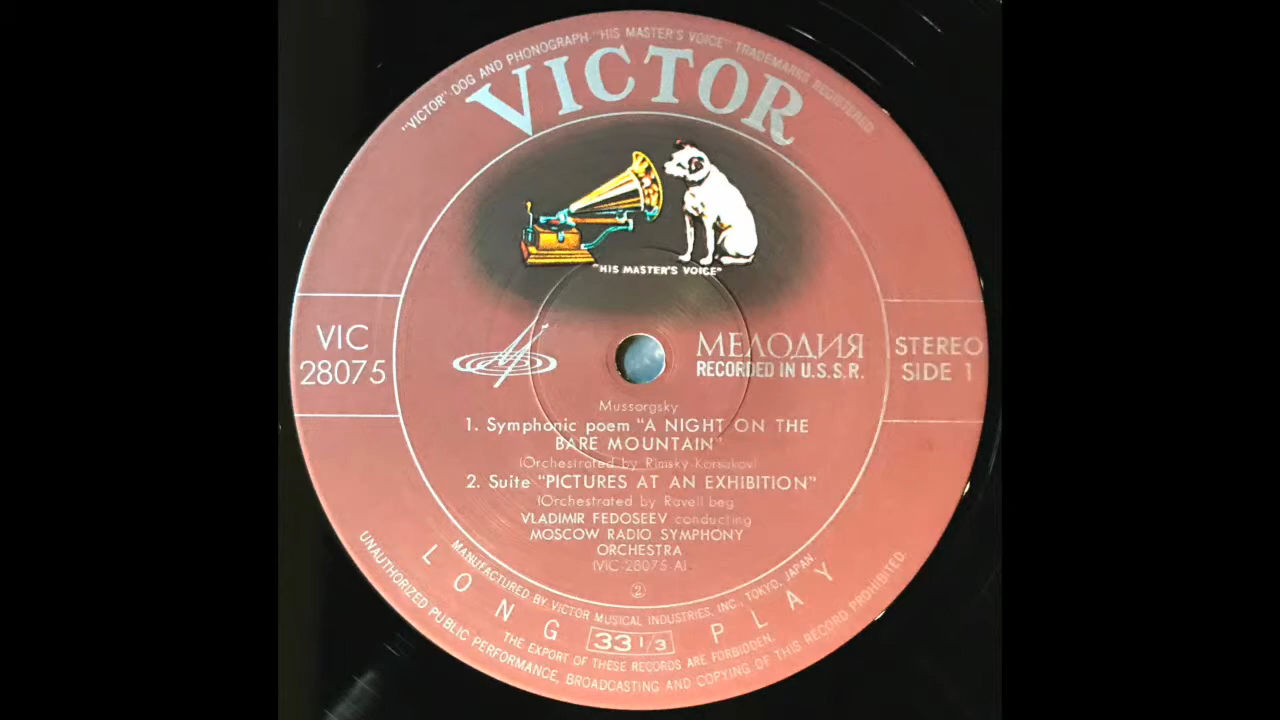 "VICTOR" DOG AND PHONOGRAPH "HIS MASTER'S VOICE" TRADEMARKS REGISTERED
VICTOR
"HIS MASTER'S VOICE"
VIC
28075
МЕЛОДИЯ
RECORDED IN U.S.S.R.
STEREO
SIDE 1
Mussorgsky
1. Symphonic poem "A NIGHT ON THE
BARE MOUNTAIN"
(Orchestrated by Rimsky-Korsakov)
2. Suite "PICTURES AT AN EXHIBITION"
(Orchestrated by Ravel) beg
VLADIMIR FEDOSEEV conducting
MOSCOW RADIO SYMPHONY
ORCHESTRA
(VIC-28075-A)
②
MANUFACTURED BY VICTOR MUSICAL INDUSTRIES, INC., TOKYO, JAPAN.
LONG 33 1/3 PLAY
THE EXPORT OF THESE RECORDS ARE FORBIDDEN.
UNAUTHORIZED PUBLIC PERFORMANCE, BROADCASTING AND COPYING OF THIS RECORD PROHIBITED.